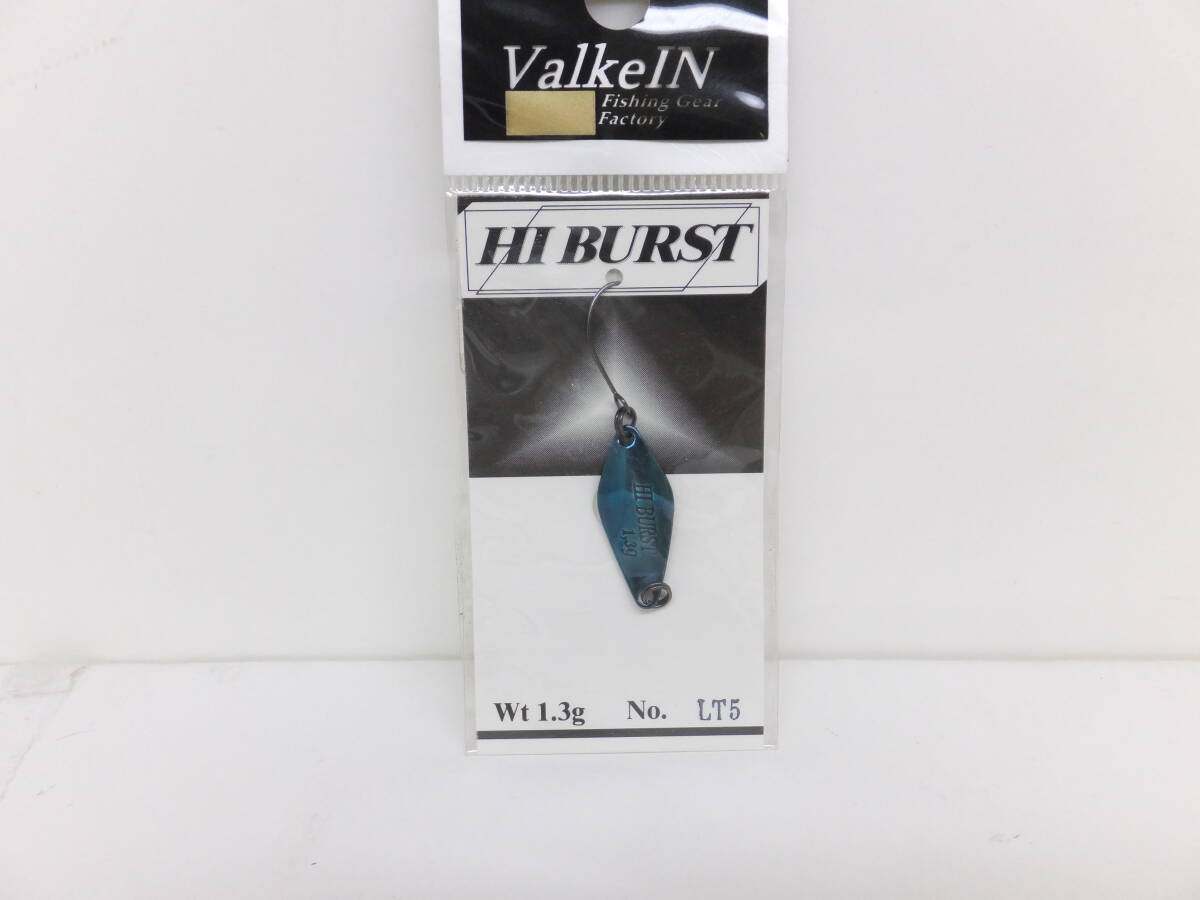 ValkeIN
Fishing Gear
Factory
HI BURST
HI BURST
1.3g
Wt 1.3g No. LT5